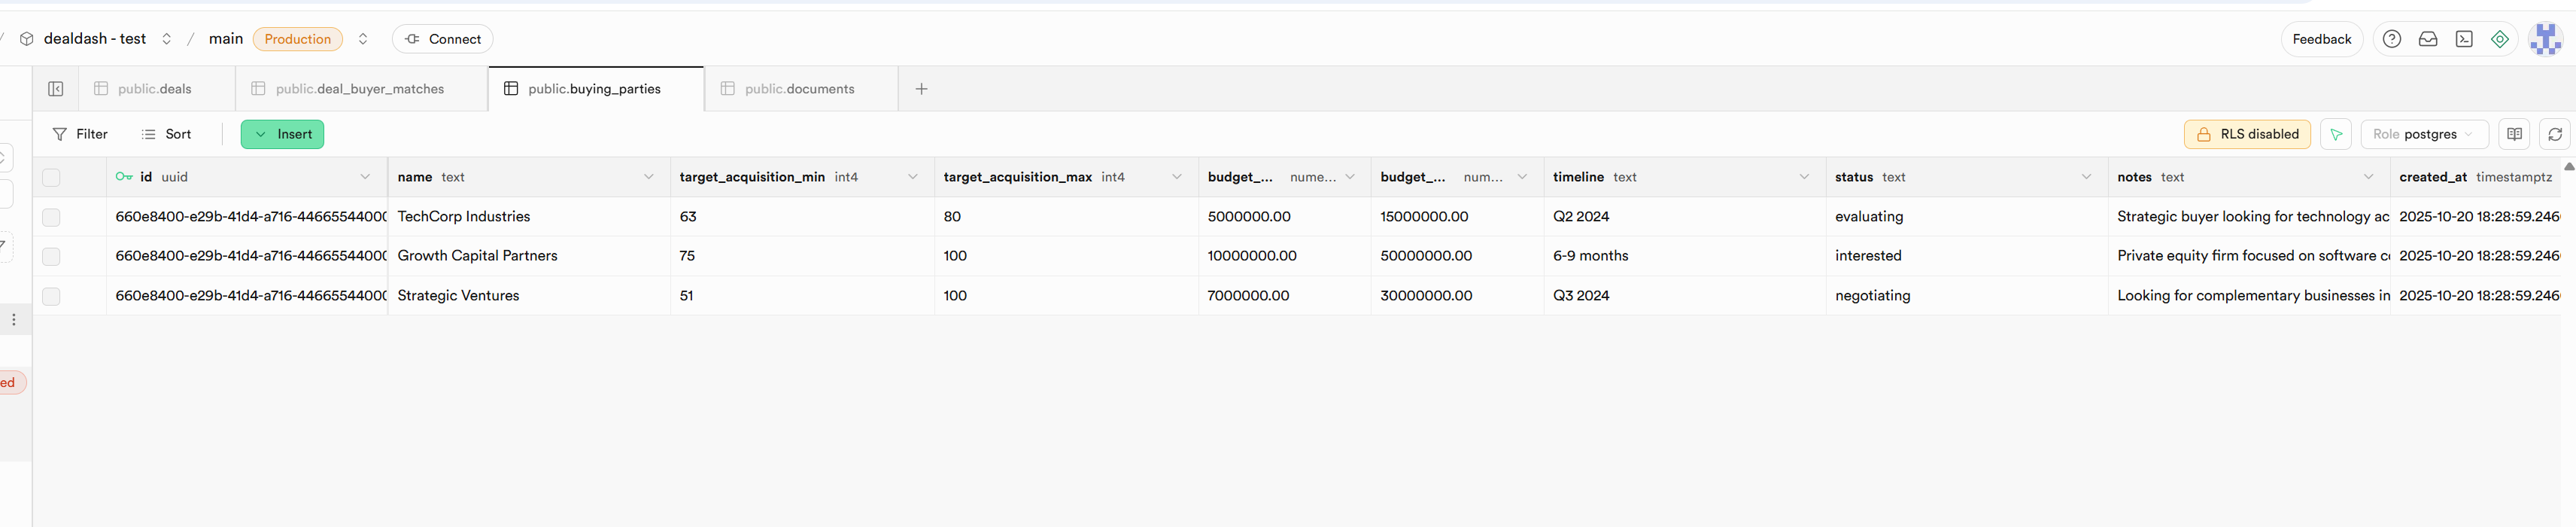 / dealdash - test / main Production Connect Feedback
public.deals public.deal_buyer_matches public.buying_parties public.documents +
Filter Sort Insert RLS disabled Role postgres
id uuid name text target_acquisition_min int4 target_acquisition_max int4 budget_... nume... budget_... num... timeline text status text notes text created_at timestamptz
660e8400-e29b-41d4-a716-44665544000 TechCorp Industries 63 80 5000000.00 15000000.00 Q2 2024 evaluating Strategic buyer looking for technology ac 2025-10-20 18:28:59.246
660e8400-e29b-41d4-a716-44665544000 Growth Capital Partners 75 100 10000000.00 50000000.00 6-9 months interested Private equity firm focused on software c 2025-10-20 18:28:59.246
660e8400-e29b-41d4-a716-44665544000 Strategic Ventures 51 100 7000000.00 30000000.00 Q3 2024 negotiating Looking for complementary businesses in 2025-10-20 18:28:59.246
ed